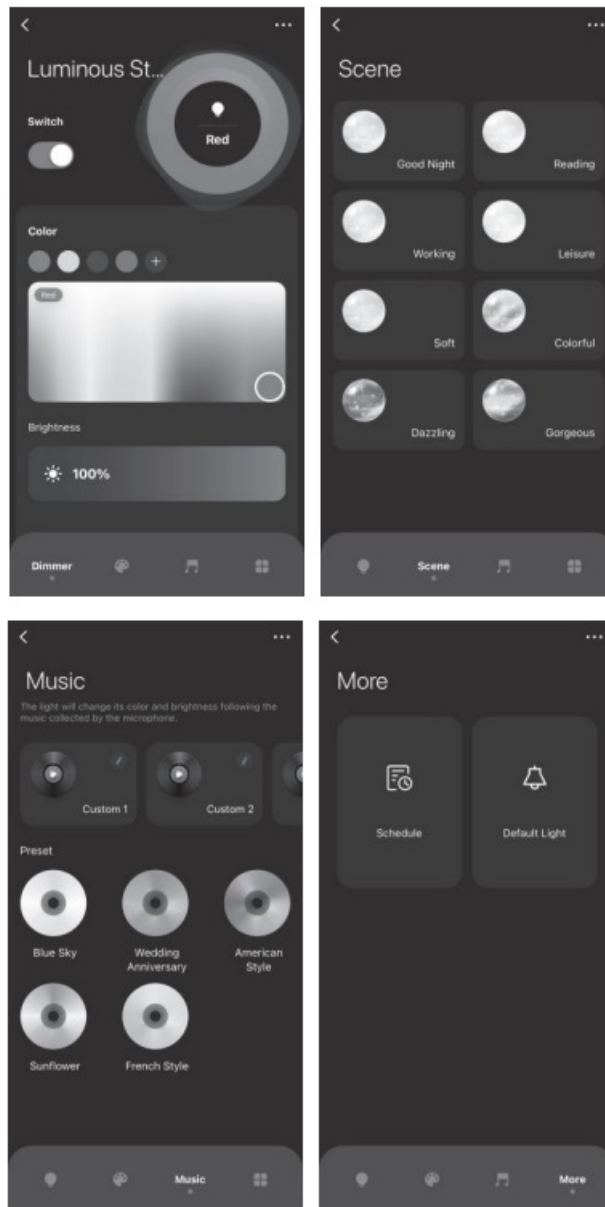 Luminous St...
Switch
Red
Color
Red
Brightness
100%
Dimmer
Scene
Good Night
Reading
Working
Leisure
Soft
Colorful
Dazzling
Gorgeous
Scene
Music
The light will change its color and brightness following the
music collected by the microphone.
Custom 1
Custom 2
Preset
Blue Sky
Wedding
Anniversary
American
Style
Sunflower
French Style
Music
More
Schedule
Default Light
More